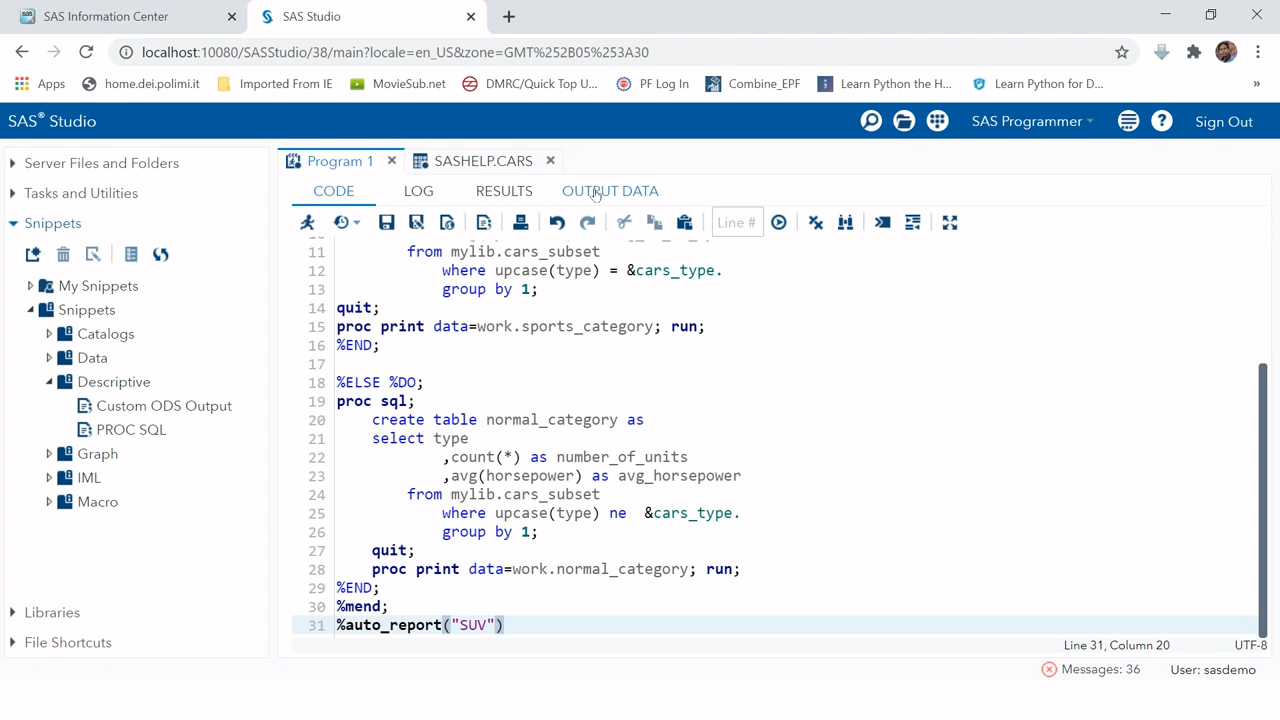 SAS Information Center
SAS Studio
localhost:10080/SASStudio/38/main?locale=en_US&zone=GMT%252B05%253A30
Apps home.dei.polimi.it Imported From IE MovieSub.net DMRC/Quick Top U... PF Log In Combine_EPF Learn Python the H... Learn Python for D... »
SAS® Studio
SAS Programmer
Sign Out
Server Files and Folders
Tasks and Utilities
Snippets
My Snippets
Snippets
Catalogs
Data
Descriptive
Custom ODS Output
PROC SQL
Graph
IML
Macro
Libraries
File Shortcuts
Program 1
SASHELP.CARS
CODE LOG RESULTS OUTPUT DATA
Line #
11 from mylib.cars_subset
12 where upcase(type) = &cars_type.
13 group by 1;
14 quit;
15 proc print data=work.sports_category; run;
16 %END;
17
18 %ELSE %DO;
19 proc sql;
20 create table normal_category as
21 select type
22 ,count(*) as number_of_units
23 ,avg(horsepower) as avg_horsepower
24 from mylib.cars_subset
25 where upcase(type) ne &cars_type.
26 group by 1;
27 quit;
28 proc print data=work.normal_category; run;
29 %END;
30 %mend;
31 %auto_report("SUV")
Line 31, Column 20
UTF-8
Messages: 36
User: sasdemo